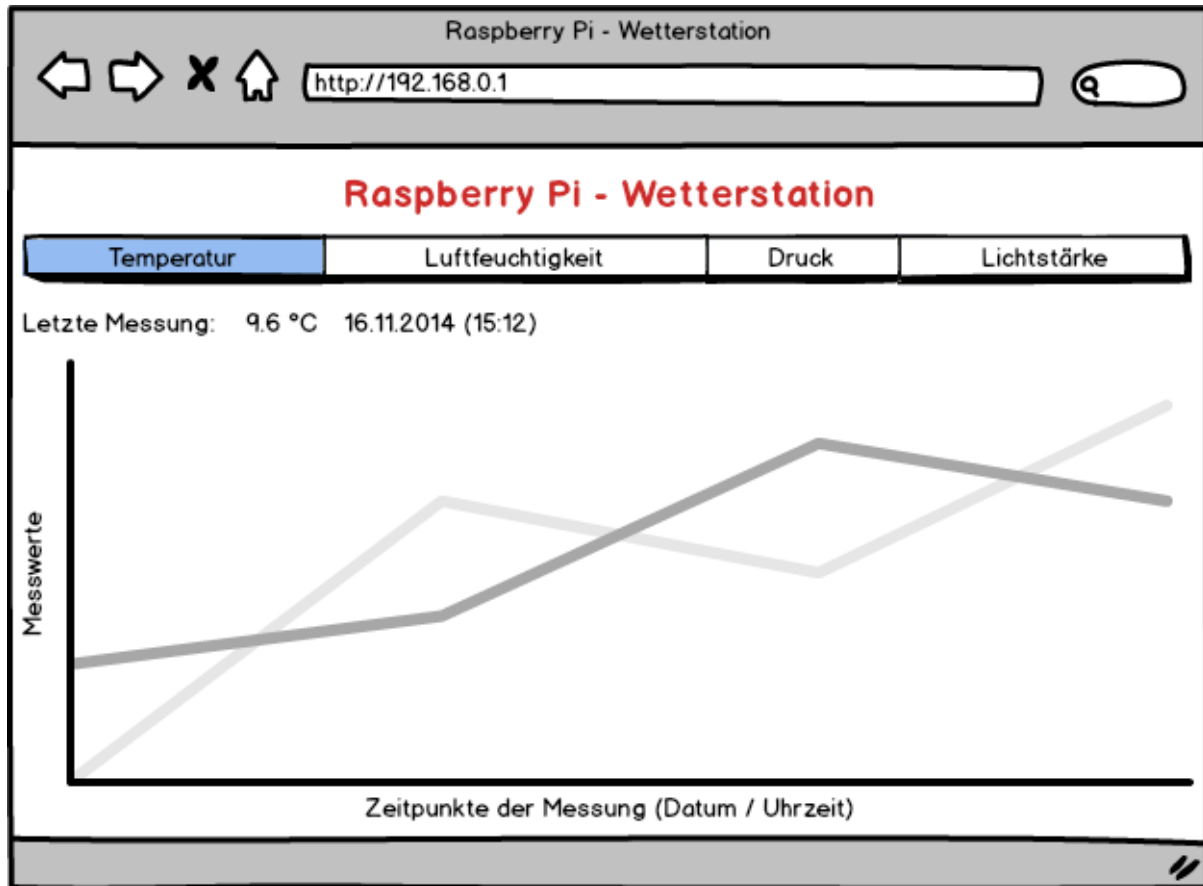 Raspberry Pi - Wetterstation
http://192.168.0.1
Raspberry Pi - Wetterstation
Temperatur Luftfeuchtigkeit Druck Lichtstärke
Letzte Messung: 9.6 °C 16.11.2014 (15:12)
Messwerte
Zeitpunkte der Messung (Datum / Uhrzeit)